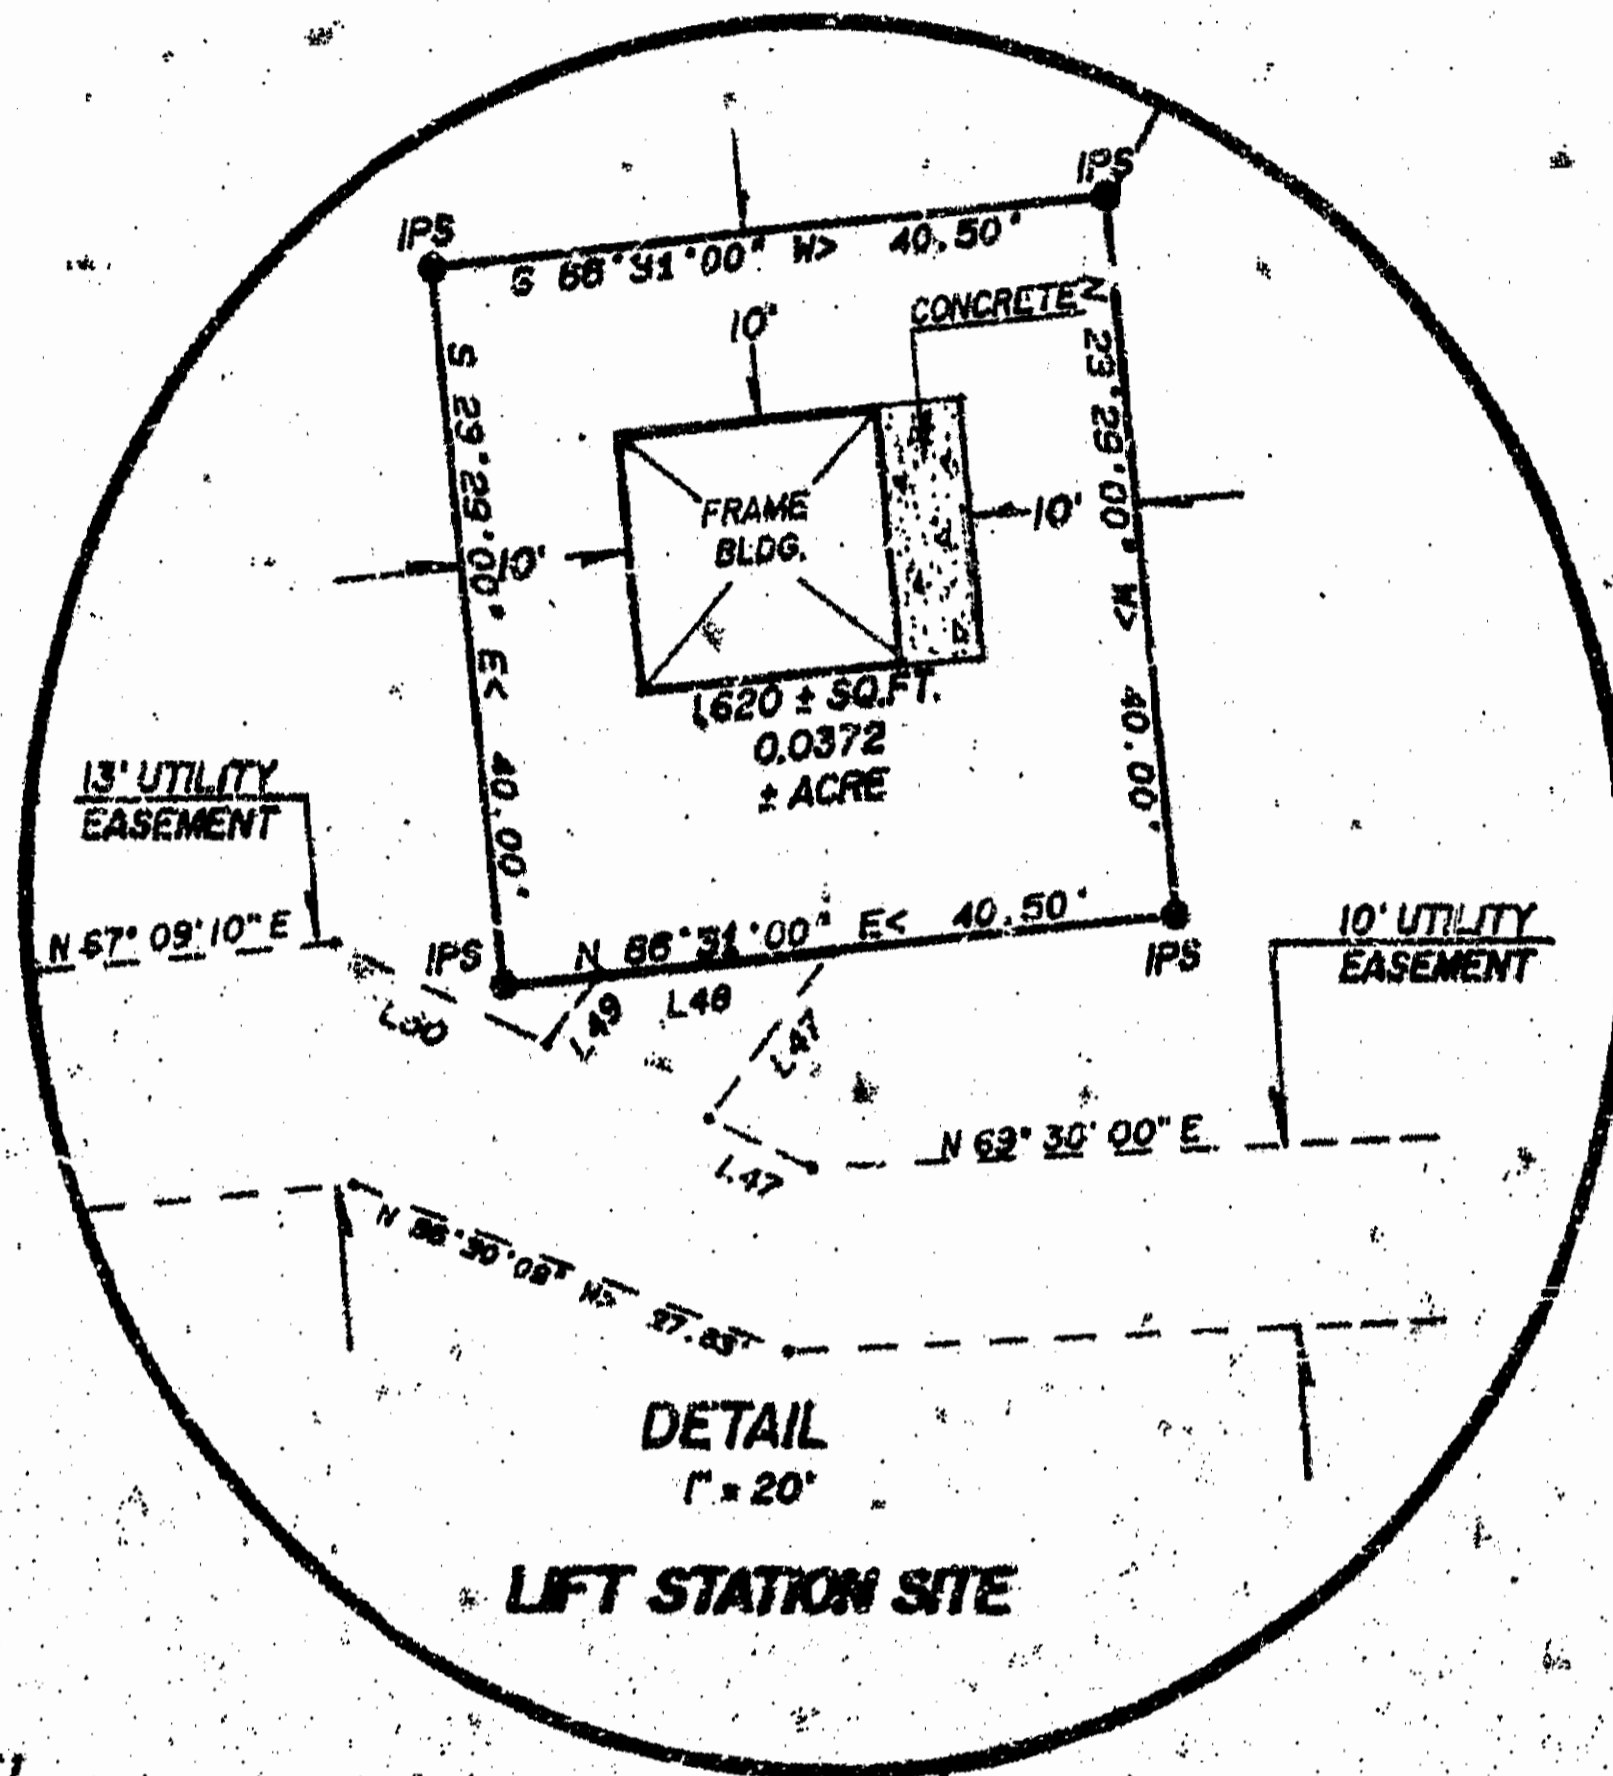 IPS
IPS
S 66°31'00" W> 40.50'
10'
CONCRETE
N 23°29'00" W> 40.00'
S 29°29'00" E< 40.00'
FRAME
BLDG.
10'
10'
1,620 ± SQ.FT.
0.0372
± ACRE
13' UTILITY
EASEMENT
N 67° 09' 10" E
IPS
N 66°31'00" E< 40.50'
IPS
10' UTILITY
EASEMENT
L49
L48
L47
N 69° 30' 00" E
L47
27.83'
DETAIL
1" = 20'
LIFT STATION SITE